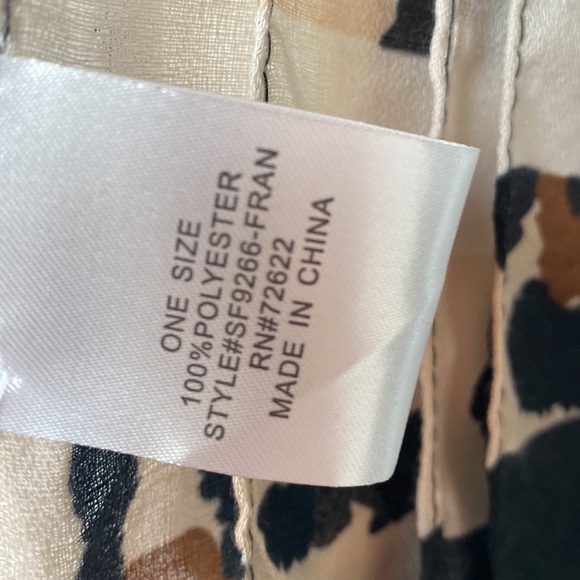 ONE SIZE
100%POLYESTER
STYLE#SF9266-FRAN
RN#72622
MADE IN CHINA